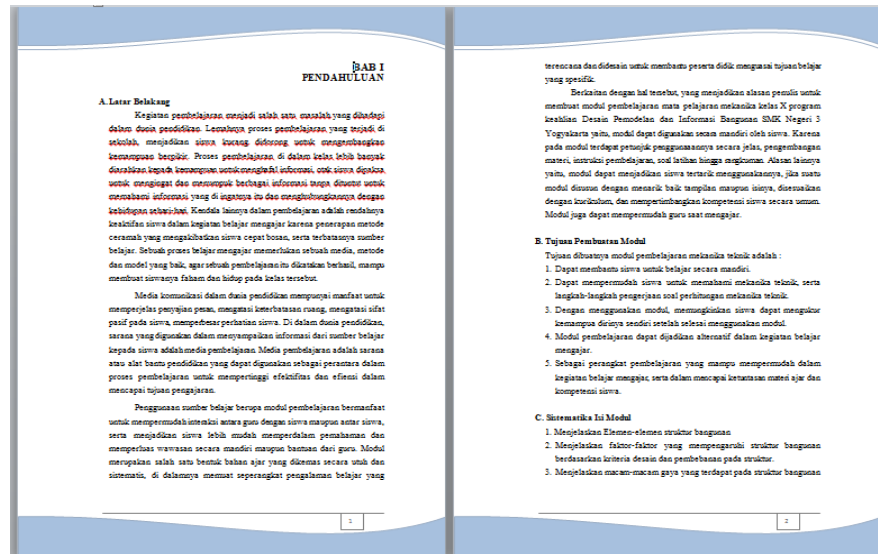 BAB I
PENDAHULUAN
A. Latar Belakang
Kegiatan pembelajaran menjadi salah satu masalah yang dihadapi
dalam dunia pendidikan. Lemahnya proses pembelajaran yang terjadi di
sekolah, menjadikan siswa kurang didorong untuk mengembangkan
kemampuan berpikir. Proses pembelajaran di dalam kelas lebih banyak
diarahkan kepada kemampuan untuk menghafal informasi, otak siswa dipaksa
untuk mengingat dan menumpuk berbagai informasi tanpa dituntut untuk
memahami informasi yang di ingatnya itu dan menghubungkannya dengan
kehidupan sehari-hari. Kendala lainnya dalam pembelajaran adalah rendahnya
keaktifan siswa dalam kegiatan belajar mengajar karena penerapan metode
ceramah yang mengakibatkan siswa cepat bosan, serta terbatasnya sumber
belajar. Sebuah proses belajar mengajar memerlukan sebuah media, metode
dan model yang baik, agar sebuah pembelajaran itu dikatakan berhasil, mampu
membuat siswanya faham dan hidup pada kelas tersebut.
Media komunikasi dalam dunia pendidikan mempunyai manfaat untuk
memperjelas penyajian pesan, mengatasi keterbatasan ruang, mengatasi sifat
pasif pada siswa, memperbesar perhatian siswa. Di dalam dunia pendidikan,
sarana yang digunakan dalam menyampaikan informasi dari sumber belajar
kepada siswa adalah media pembelajaran. Media pembelajaran adalah sarana
atau alat bantu pendidikan yang dapat digunakan sebagai perantara dalam
proses pembelajaran untuk mempertinggi efektifitas dan efiensi dalam
mencapai tujuan pengajaran.
Penggunaan sumber belajar berupa modul pembelajaran bermanfaat
untuk mempermudah interaksi antara guru dengan siswa maupun antar siswa,
serta menjadikan siswa lebih mudah memperdalam pemahaman dan
memperluas wawasan secara mandiri maupun bantuan dari guru. Modul
merupakan salah satu bentuk bahan ajar yang dikemas secara utuh dan
sistematis, di dalamnya memuat seperangkat pengalaman belajar yang
1
terencana dan didesain untuk membantu peserta didik menguasai tujuan belajar
yang spesifik.
Berkaitan dengan hal tersebut, yang menjadikan alasan penulis untuk
membuat modul pembelajaran mata pelajaran mekanika kelas X program
keahlian Desain Pemodelan dan Informasi Bangunan SMK Negeri 3
Yogyakarta yaitu, modul dapat digunakan secara mandiri oleh siswa. Karena
pada modul terdapat petunjuk penggunaaannya secara jelas, pengembangan
materi, instruksi pembelajaran, soal latihan hingga rangkuman. Alasan lainnya
yaitu, modul dapat menjadikan siswa tertarik menggunakannya, jika suatu
modul disusun dengan menarik baik tampilan maupun isinya, disesuaikan
dengan kurikulum, dan mempertimbangkan kompetensi siswa secara umum.
Modul juga dapat mempermudah guru saat mengajar.
B. Tujuan Pembuatan Modul
Tujuan dibuatnya modul pembelajaran mekanika teknik adalah :
1. Dapat membantu siswa untuk belajar secara mandiri.
2. Dapat mempermudah siswa untuk memahami mekanika teknik, serta
langkah-langkah pengerjaan soal perhitungan mekanika teknik.
3. Dengan menggunakan modul, memungkinkan siswa dapat mengukur
kemampua dirinya sendiri setelah selesai menggunakan modul.
4. Modul pembelajaran dapat dijadikan alternatif dalam kegiatan belajar
mengajar.
5. Sebagai perangkat pembelajaran yang mampu mempermudah dalam
kegiatan belajar mengajar, serta dalam mencapai ketuntasan materi ajar dan
kompetensi siswa.
C. Sistematika Isi Modul
1. Menjelaskan Elemen-elemen struktur bangunan
2. Menjelaskan faktor-faktor yang mempengaruhi struktur bangunan
berdasarkan kriteria desain dan pembebanan pada struktur.
3. Menjelaskan macam-macam gaya yang terdapat pada struktur bangunan
2